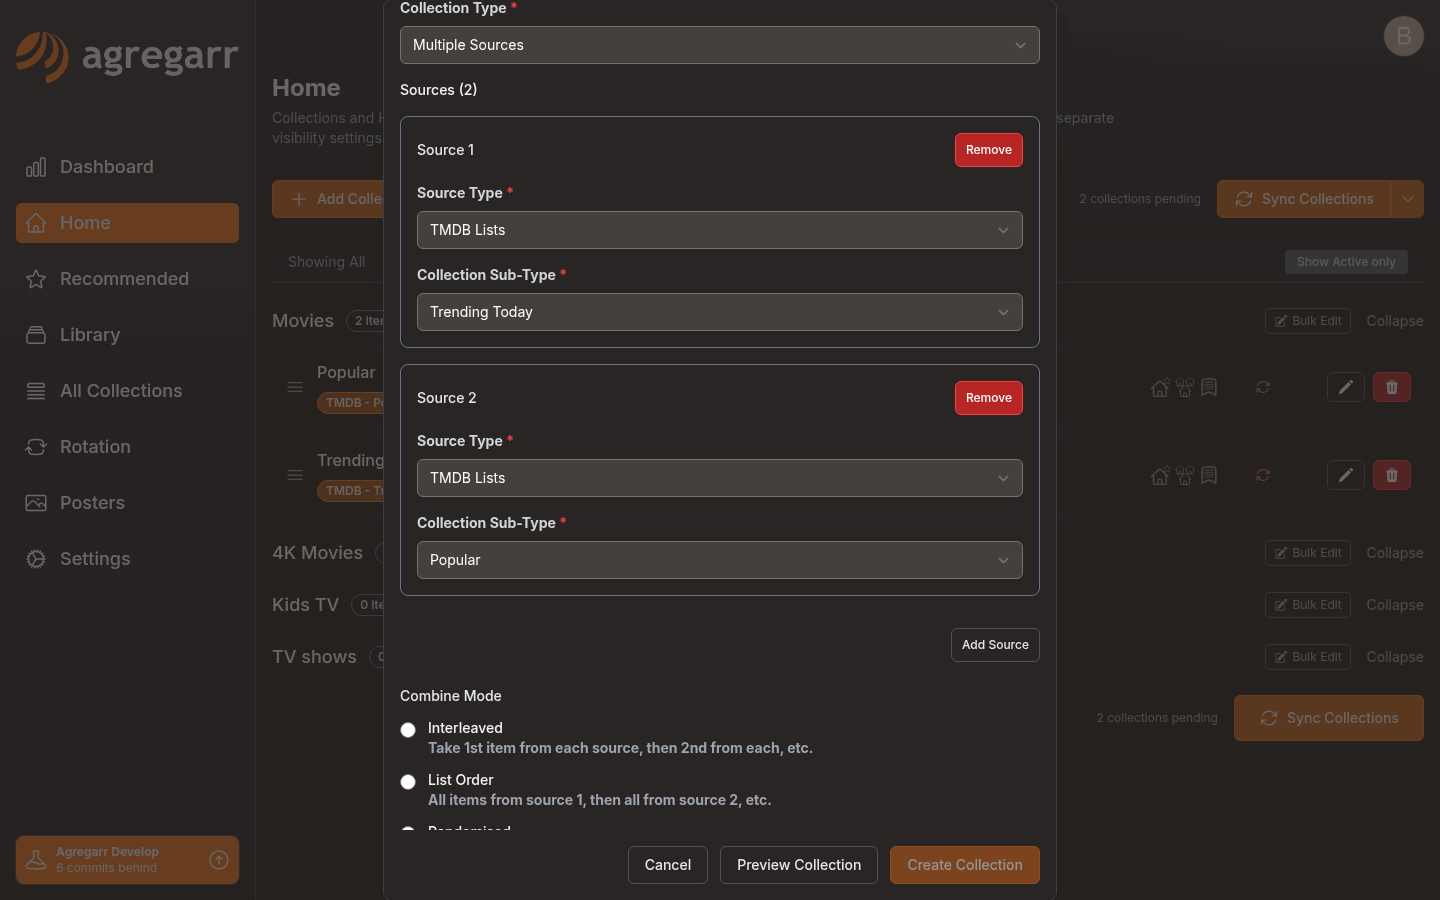 agregarr
Dashboard
Home
Recommended
Library
All Collections
Rotation
Posters
Settings
Agregarr Develop
6 commits behind
B
Home
Collections and H
separate
visibility settings
Add Colle
2 collections pending
Sync Collections
Showing All
Show Active only
Movies
Bulk Edit
Collapse
Popular
Trending
4K Movies
Bulk Edit
Collapse
Kids TV
Bulk Edit
Collapse
TV shows
Bulk Edit
Collapse
2 collections pending
Sync Collections
Collection Type *
Multiple Sources
Sources (2)
Source 1
Remove
Source Type *
TMDB Lists
Collection Sub-Type *
Trending Today
Source 2
Remove
Source Type *
TMDB Lists
Collection Sub-Type *
Popular
Add Source
Combine Mode
Interleaved
Take 1st item from each source, then 2nd from each, etc.
List Order
All items from source 1, then all from source 2, etc.
Cancel
Preview Collection
Create Collection